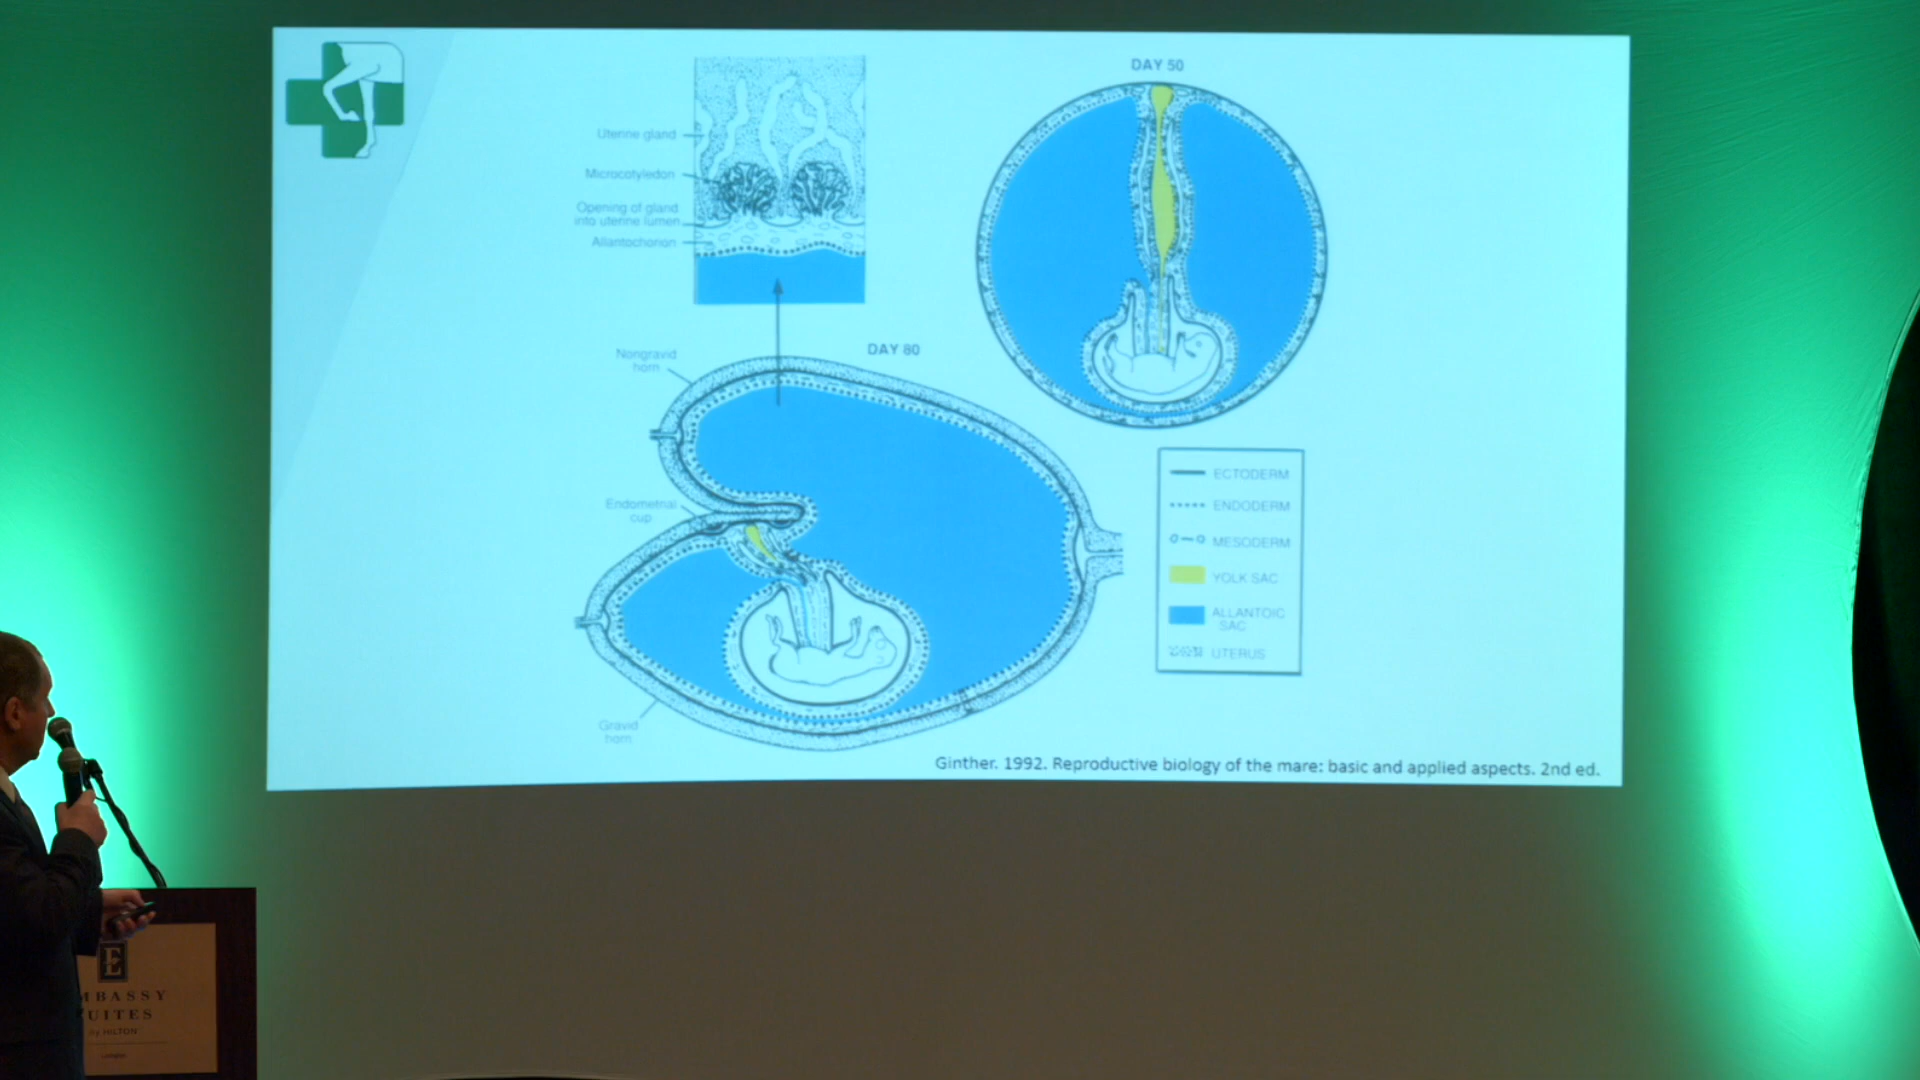 DAY 50
Uterine gland
Microcotyledon
Opening of gland
into uterine lumen
Allantochorion
DAY 80
Nongravid
horn
Endometrial
cup
Gravid
horn
ECTODERM
ENDODERM
MESODERM
YOLK SAC
ALLANTOIC
SAC
UTERUS
Ginther. 1992. Reproductive biology of the mare: basic and applied aspects. 2nd ed.
E
MBASSY
UITES
by HILTON